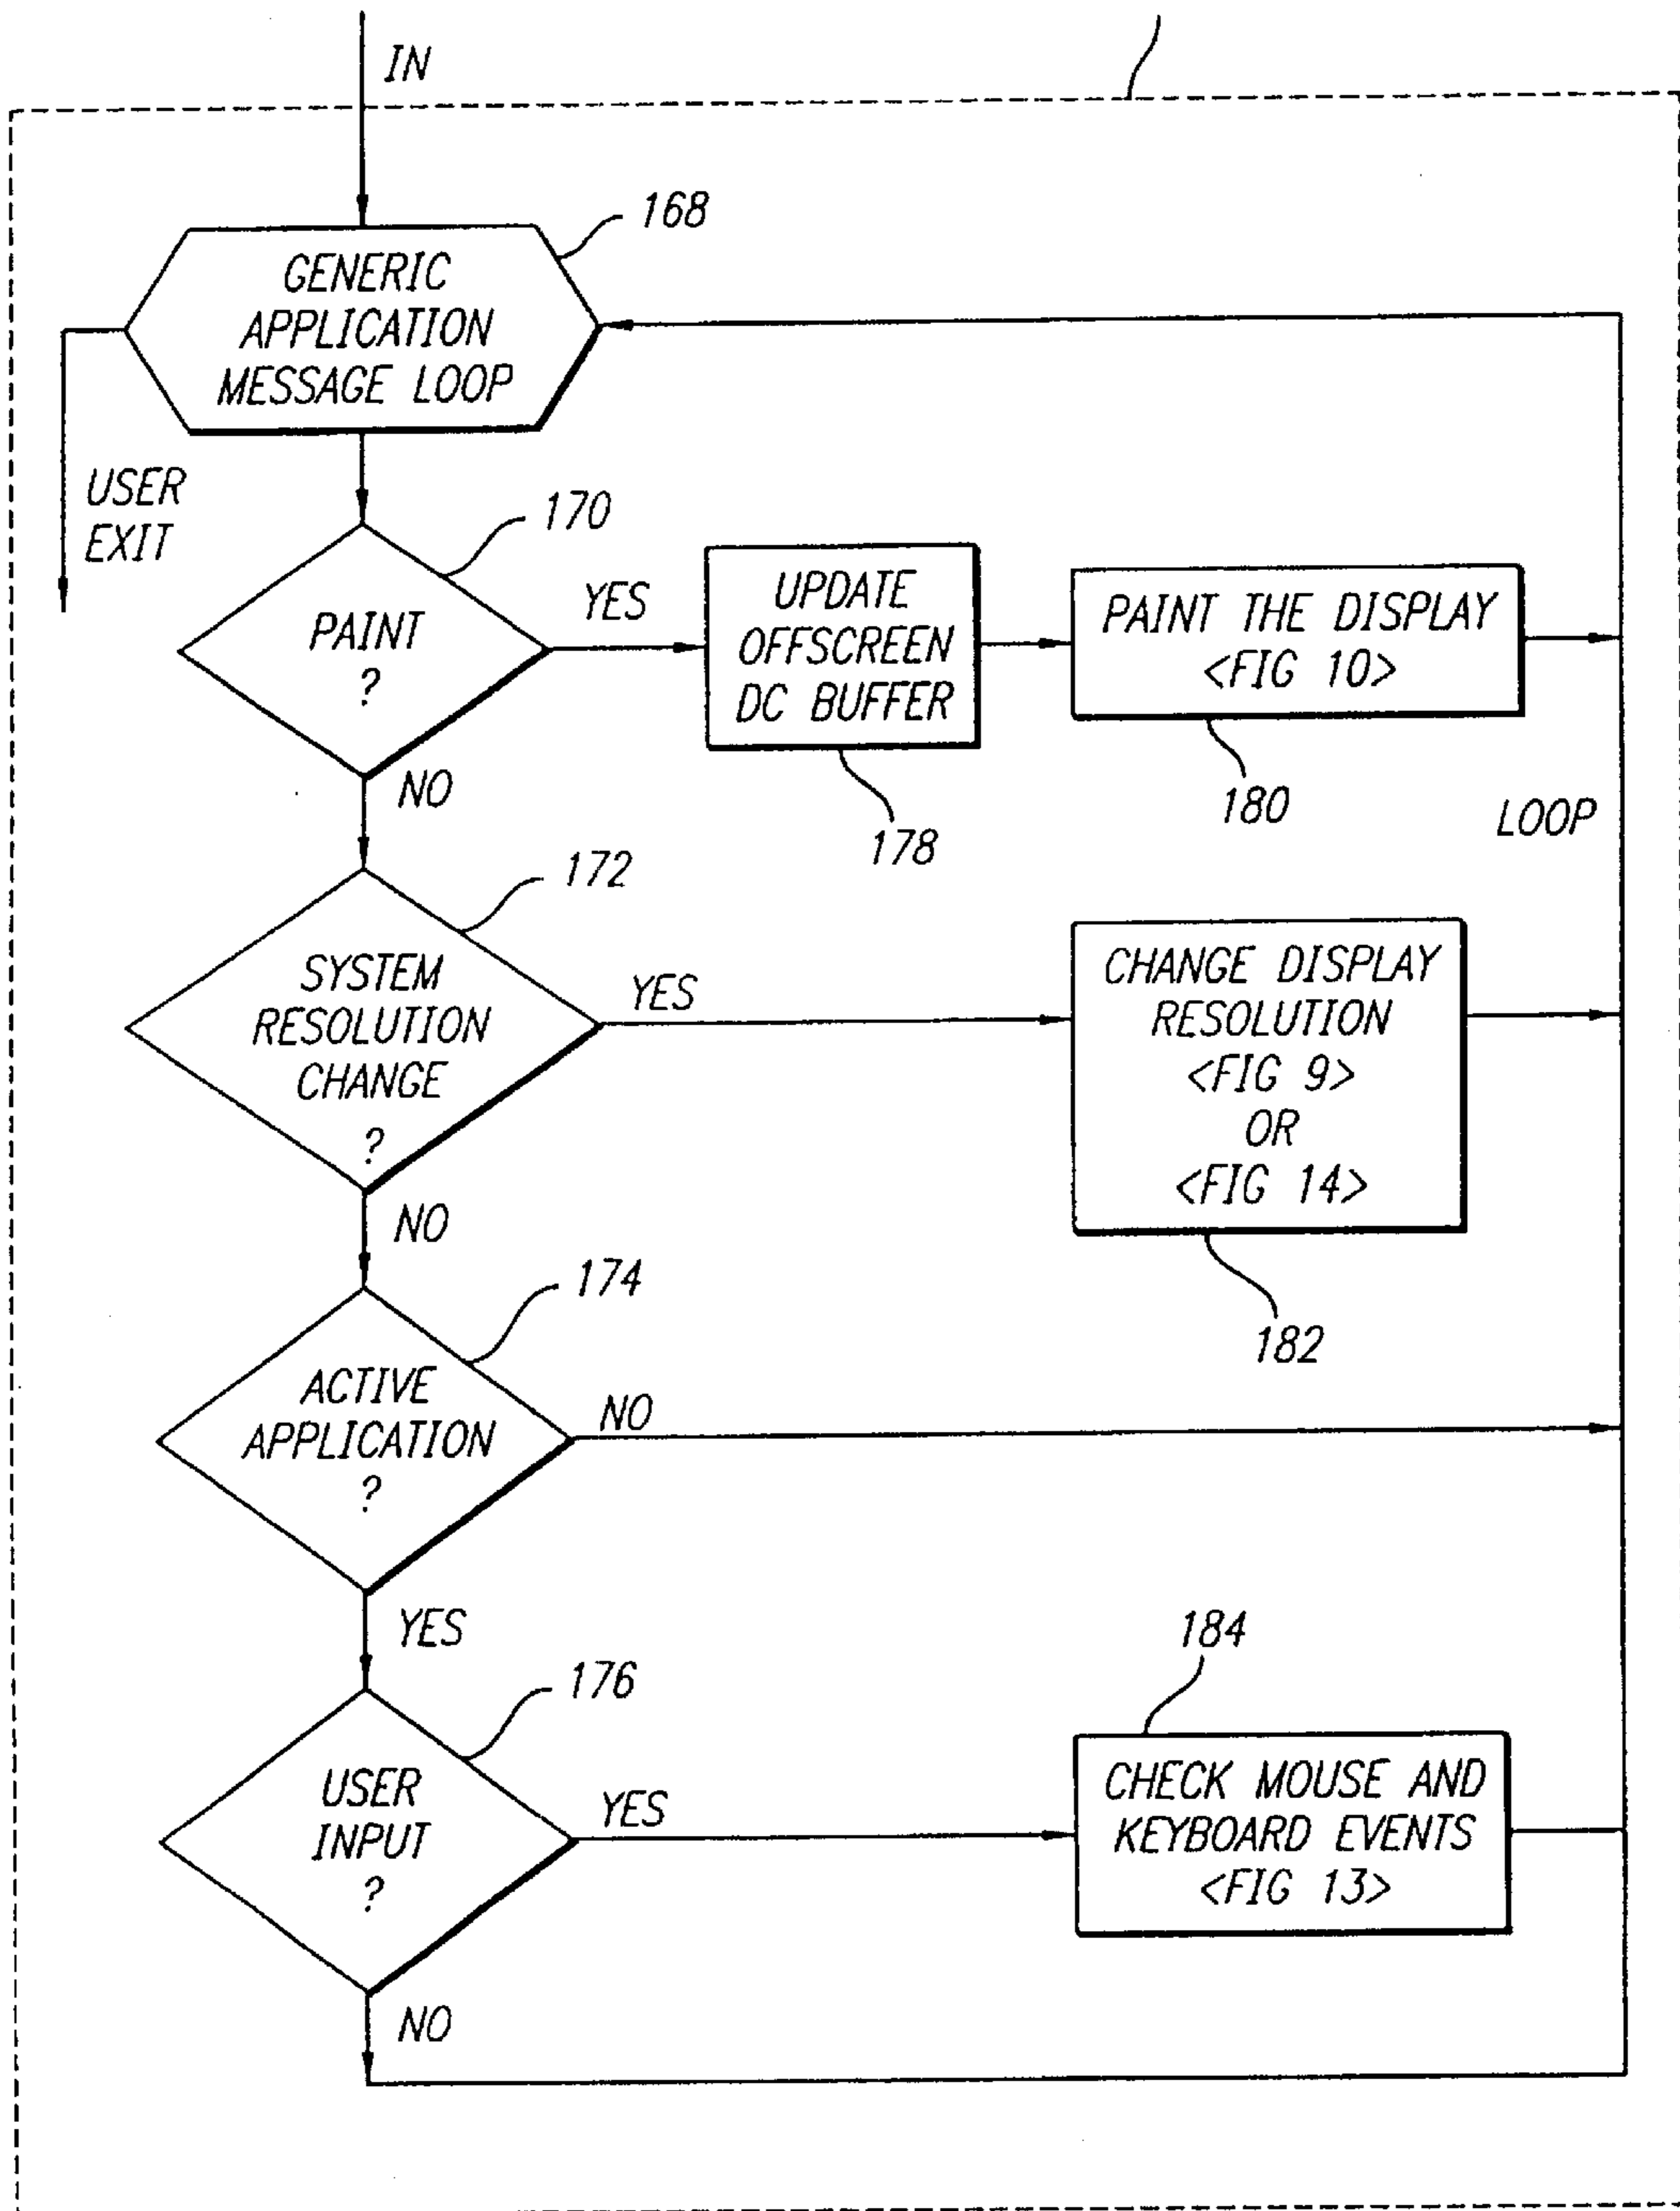 IN
168
GENERIC
APPLICATION
MESSAGE LOOP
USER
EXIT
170
PAINT
?
YES
UPDATE
OFFSCREEN
DC BUFFER
178
PAINT THE DISPLAY
<FIG 10>
180
LOOP
NO
172
SYSTEM
RESOLUTION
CHANGE
?
YES
CHANGE DISPLAY
RESOLUTION
<FIG 9>
OR
<FIG 14>
182
NO
174
ACTIVE
APPLICATION
?
NO
YES
176
USER
INPUT
?
YES
184
CHECK MOUSE AND
KEYBOARD EVENTS
<FIG 13>
NO